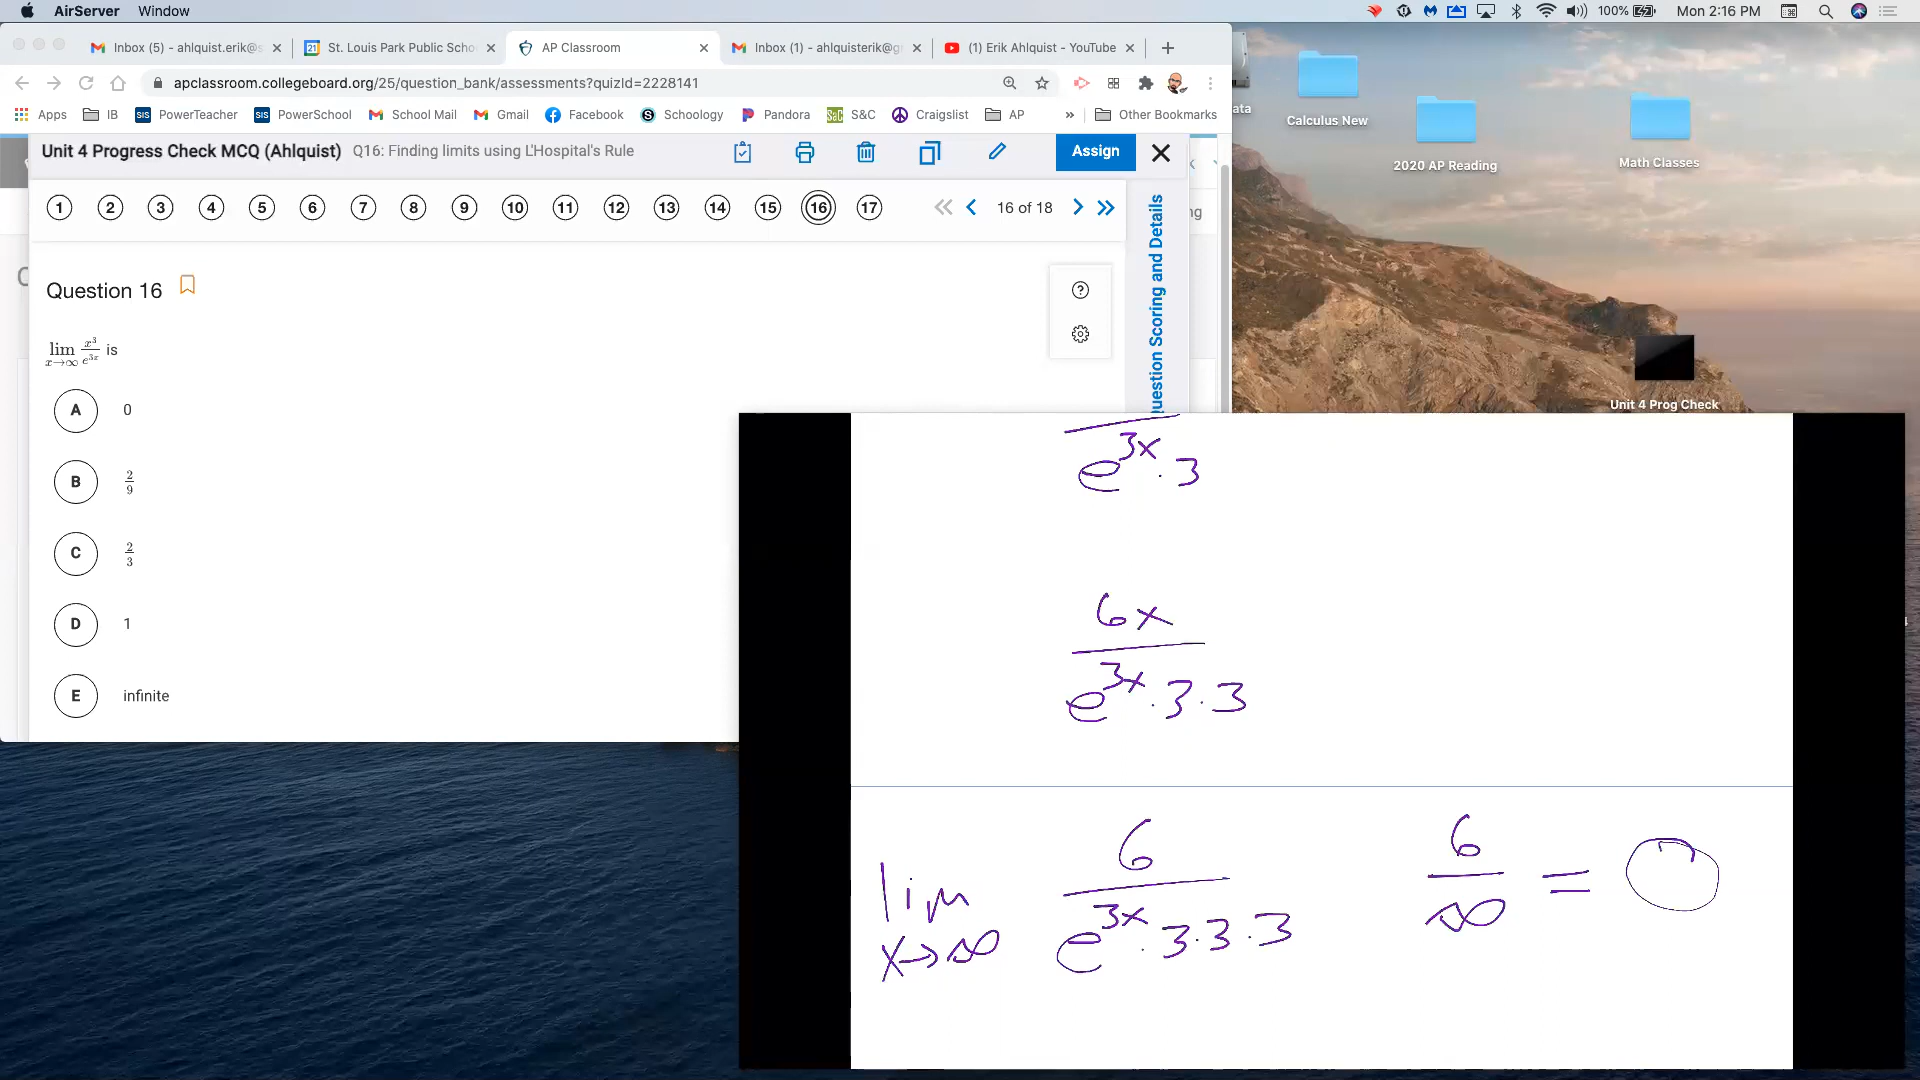 AirServer Window 100% Mon 2:16 PM
Inbox (5) - ahlquist.erik@s St. Louis Park Public Scho AP Classroom Inbox (1) - ahlquisterik@g (1) Erik Ahlquist - YouTube
apclassroom.collegeboard.org/25/question_bank/assessments?quizId=2228141
Apps IB SIS PowerTeacher SIS PowerSchool School Mail Gmail Facebook Schoology Pandora S&C Craigslist AP » Other Bookmarks
ata
Calculus New
2020 AP Reading
Math Classes
Unit 4 Prog Check
Unit 4 Progress Check MCQ (Ahlquist) Q16: Finding limits using L'Hospital's Rule Assign
1 2 3 4 5 6 7 8 9 10 11 12 13 14 15 16 17 16 of 18
ng
Question Scoring and Details
Question 16
lim x→∞ x³/e³ˣ is
A 0
B 2/9
C 2/3
D 1
E infinite
e³ˣ · 3
6x
e³ˣ · 3 · 3
lim x→∞ 6/(e³ˣ · 3 · 3 · 3) 6/∞ = 0